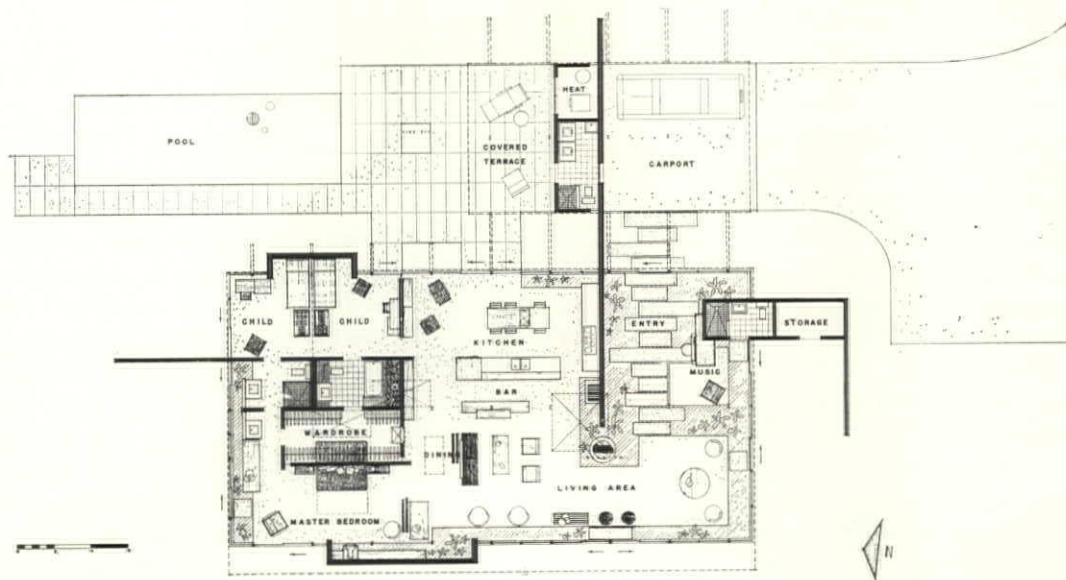 HEAT
POOL
COVERED
TERRACE
CARPORT
CHILD
CHILD
KITCHEN
ENTRY
STORAGE
MUSIC
BAR
WARDROBE
DINING
LIVING AREA
MASTER BEDROOM
N